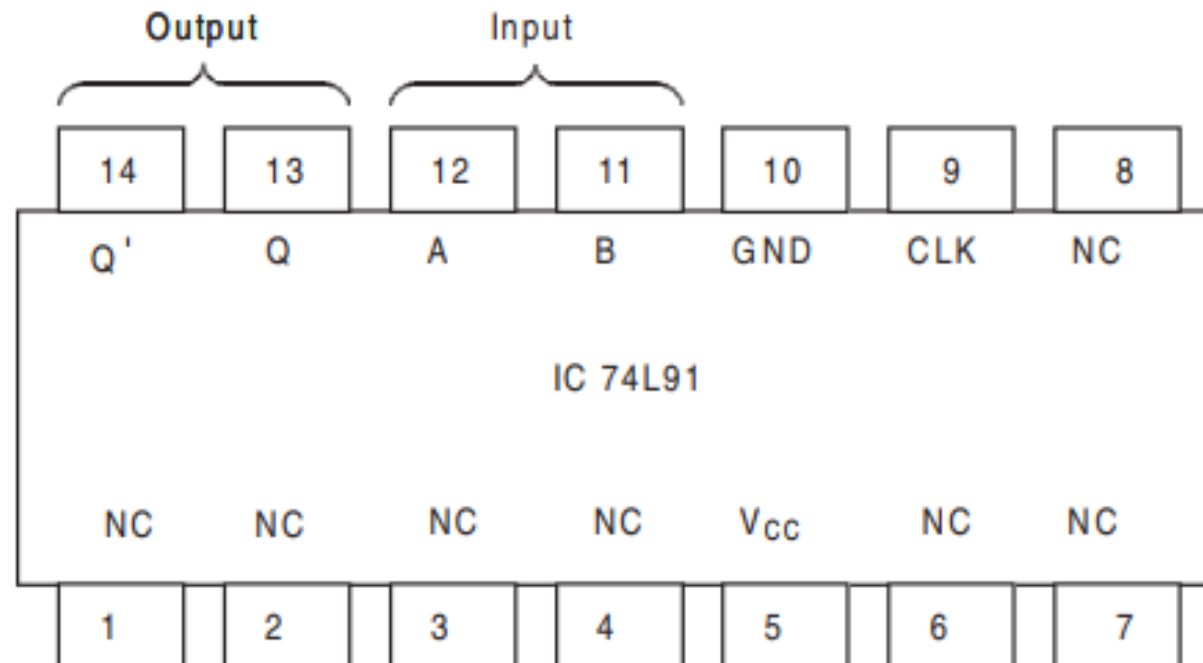 Output Input
14 13 12 11 10 9 8
Q' Q A B GND CLK NC
IC 74L91
NC NC NC NC VCC NC NC
1 2 3 4 5 6 7